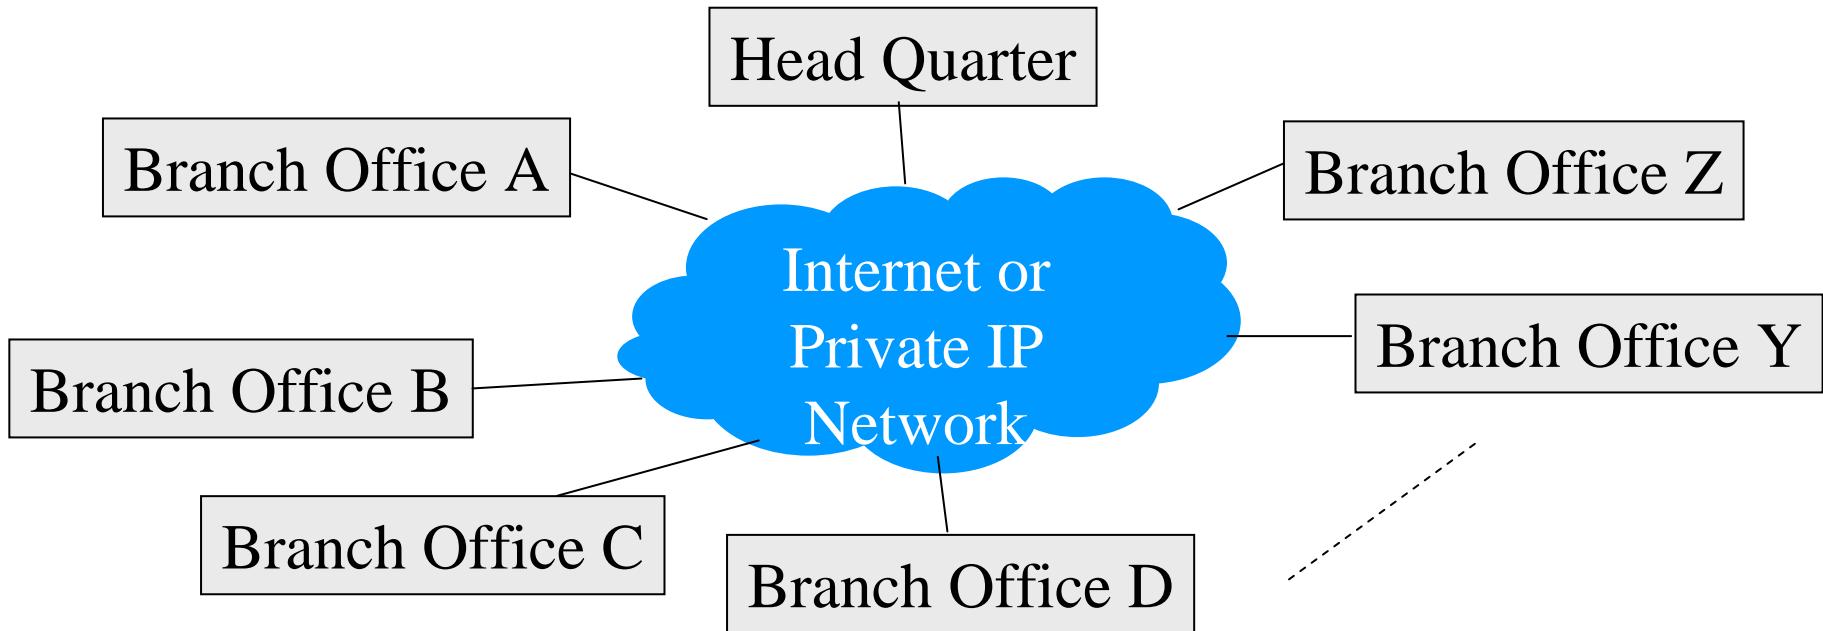 Head Quarter
Branch Office A
Branch Office Z
Internet or
Private IP
Network
Branch Office Y
Branch Office B
Branch Office C
Branch Office D